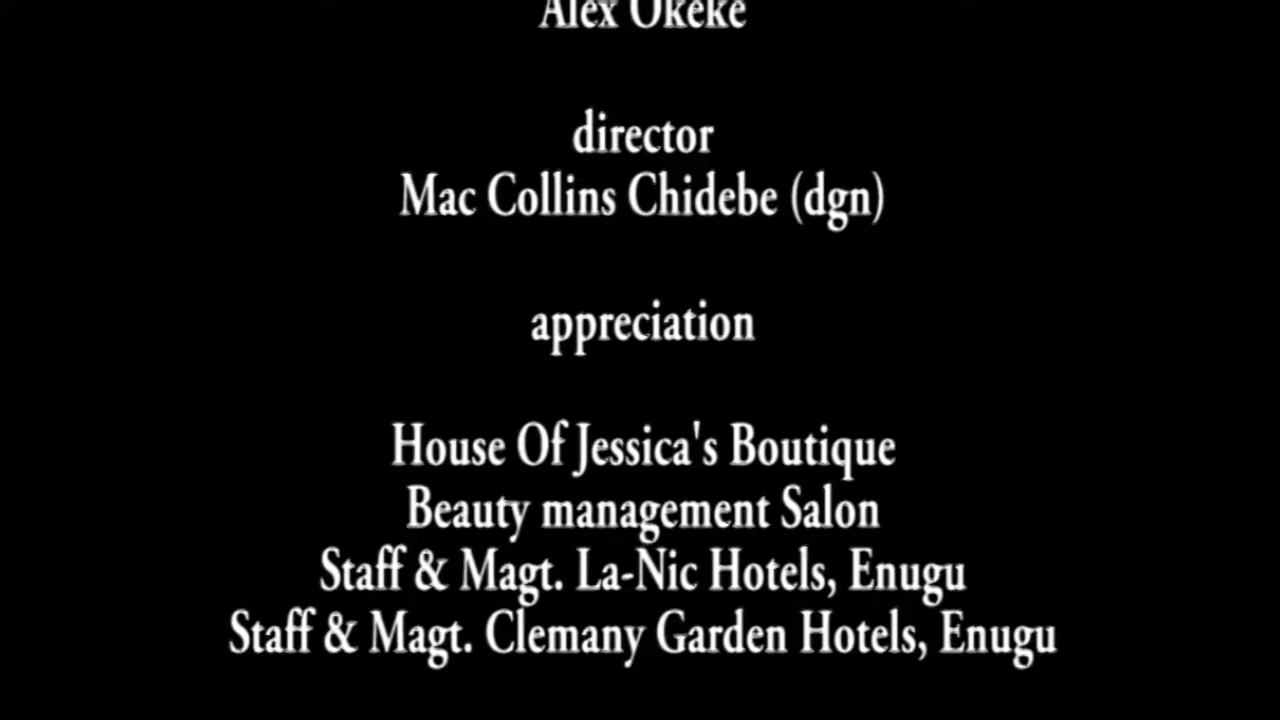 Alex Okeke
director
Mac Collins Chidebe (dgn)
appreciation
House Of Jessica's Boutique
Beauty management Salon
Staff & Magt. La-Nic Hotels, Enugu
Staff & Magt. Clemany Garden Hotels, Enugu